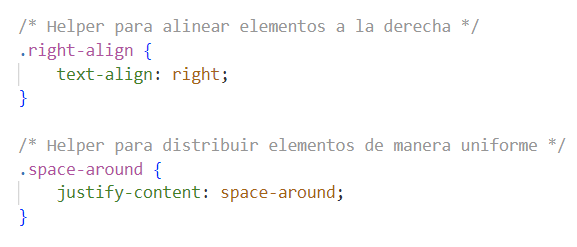 /* Helper para alinear elementos a la derecha */
.right-align {
    text-align: right;
}
/* Helper para distribuir elementos de manera uniforme */
.space-around {
    justify-content: space-around;
}